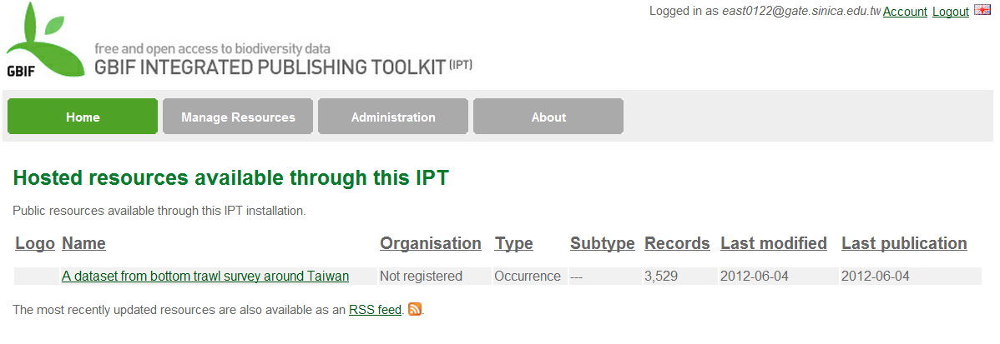 Logged in as east0122@gate.sinica.edu.tw Account Logout
free and open access to biodiversity data
GBIF INTEGRATED PUBLISHING TOOLKIT (IPT)
GBIF
Home Manage Resources Administration About
Hosted resources available through this IPT
Public resources available through this IPT installation.
Logo Name Organisation Type Subtype Records Last modified Last publication
A dataset from bottom trawl survey around Taiwan Not registered Occurrence --- 3,529 2012-06-04 2012-06-04
The most recently updated resources are also available as an RSS feed. .